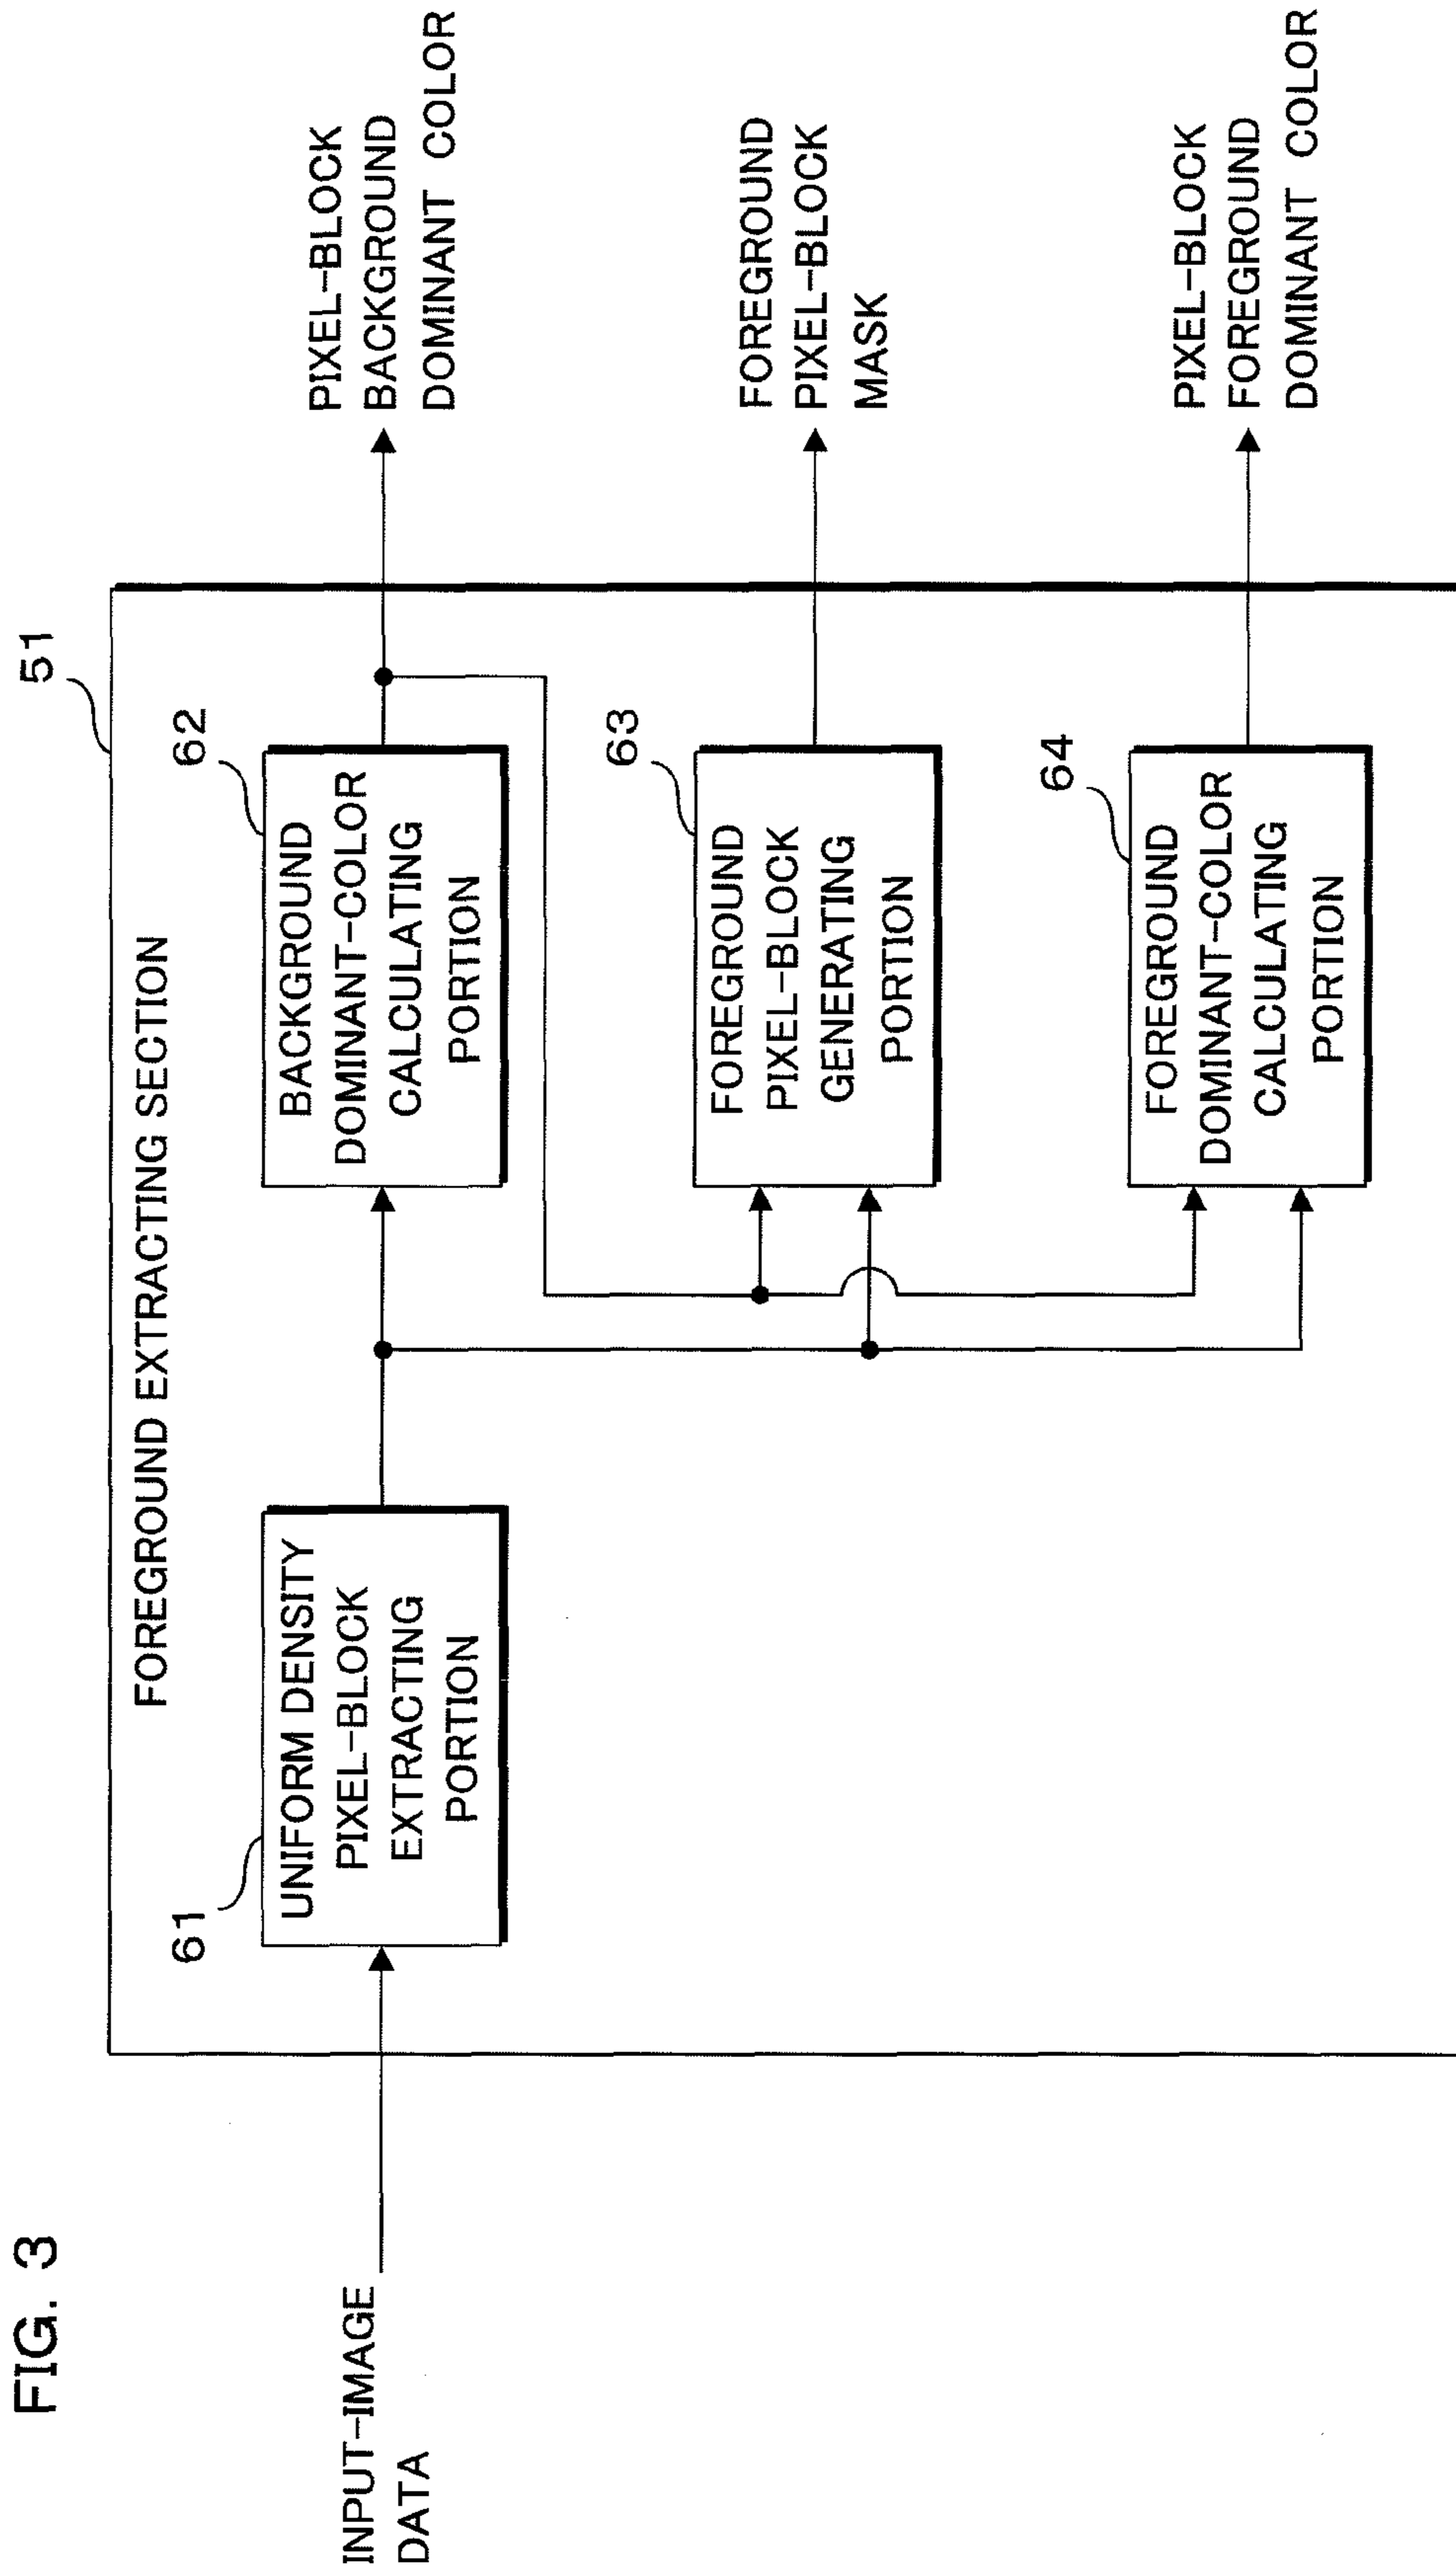 FIG. 3
INPUT-IMAGE
DATA
51
FOREGROUND EXTRACTING SECTION
61
UNIFORM DENSITY
PIXEL-BLOCK
EXTRACTING
PORTION
62
BACKGROUND
DOMINANT-COLOR
CALCULATING
PORTION
PIXEL-BLOCK
BACKGROUND
DOMINANT COLOR
63
FOREGROUND
PIXEL-BLOCK
GENERATING
PORTION
FOREGROUND
PIXEL-BLOCK
MASK
64
FOREGROUND
DOMINANT-COLOR
CALCULATING
PORTION
PIXEL-BLOCK
FOREGROUND
DOMINANT COLOR